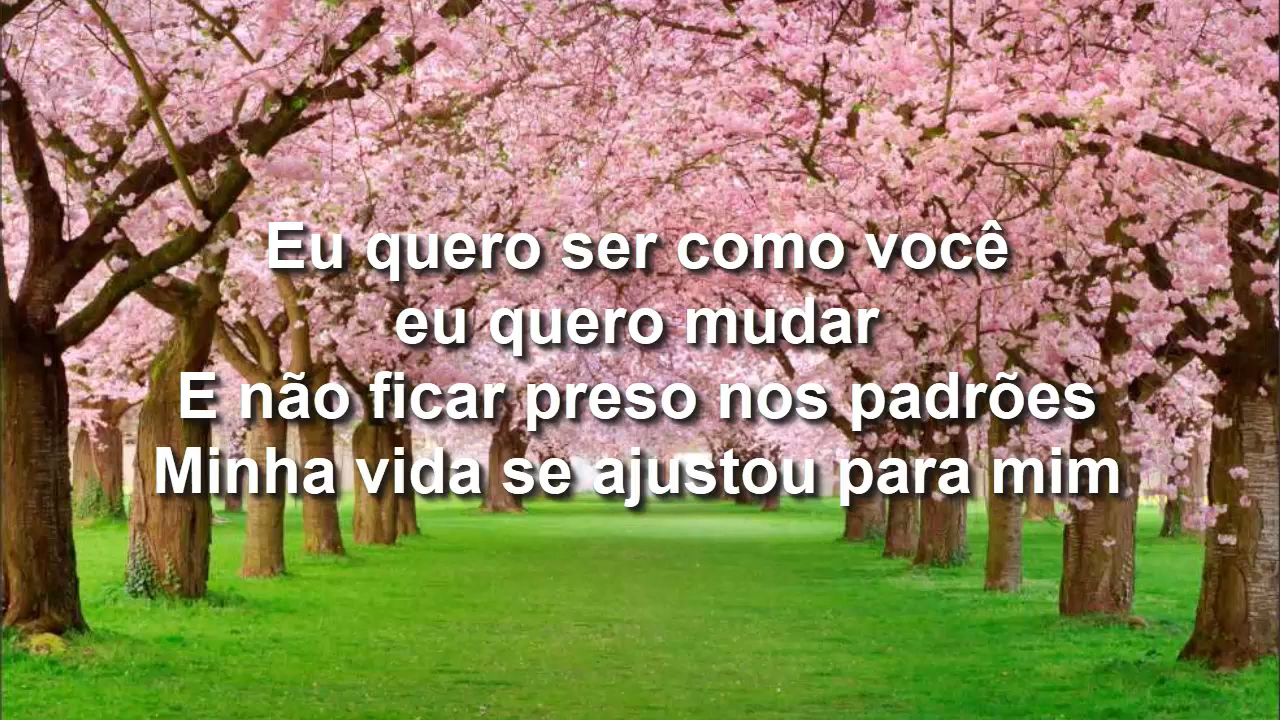 Eu quero ser como você
eu quero mudar
E não ficar preso nos padrões
Minha vida se ajustou para mim